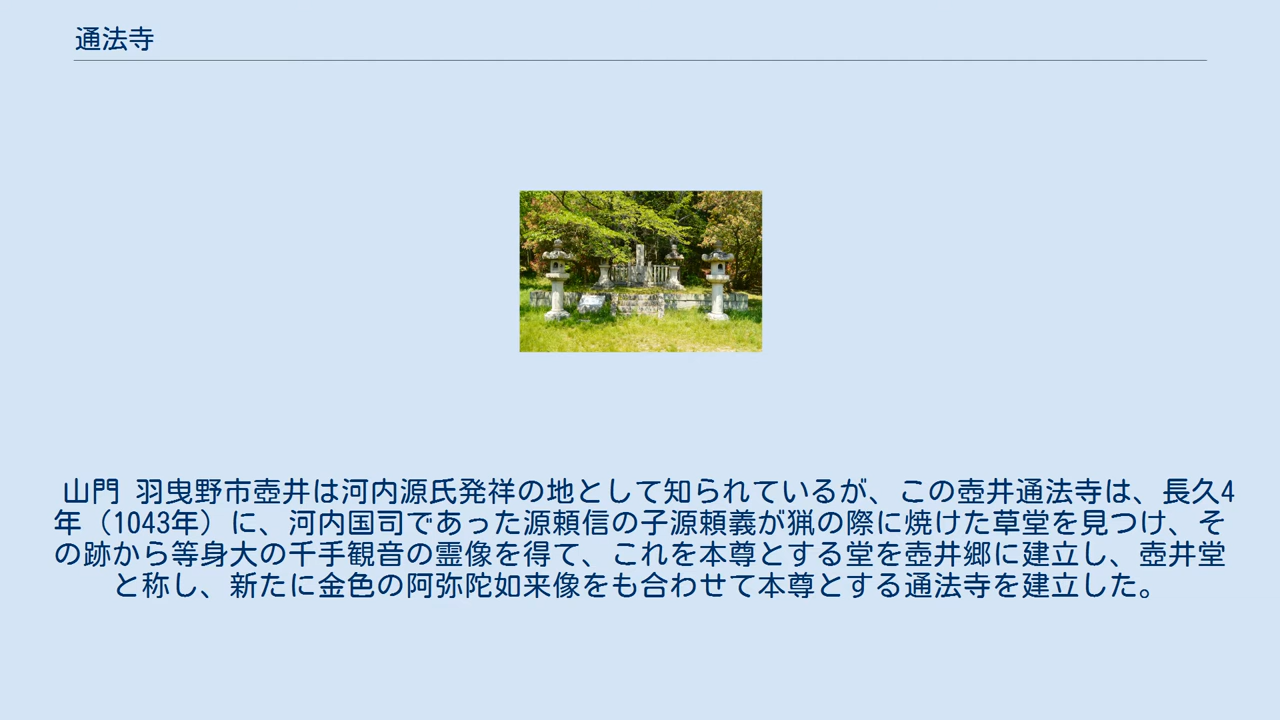 通法寺
山門 羽曳野市壺井は河内源氏発祥の地として知られているが、この壺井通法寺は、長久4
年（1043年）に、河内国司であった源頼信の子源頼義が猟の際に焼けた草堂を見つけ、そ
の跡から等身大の千手観音の霊像を得て、これを本尊とする堂を壺井郷に建立し、壺井堂
と称し、新たに金色の阿弥陀如来像をも合わせて本尊とする通法寺を建立した。